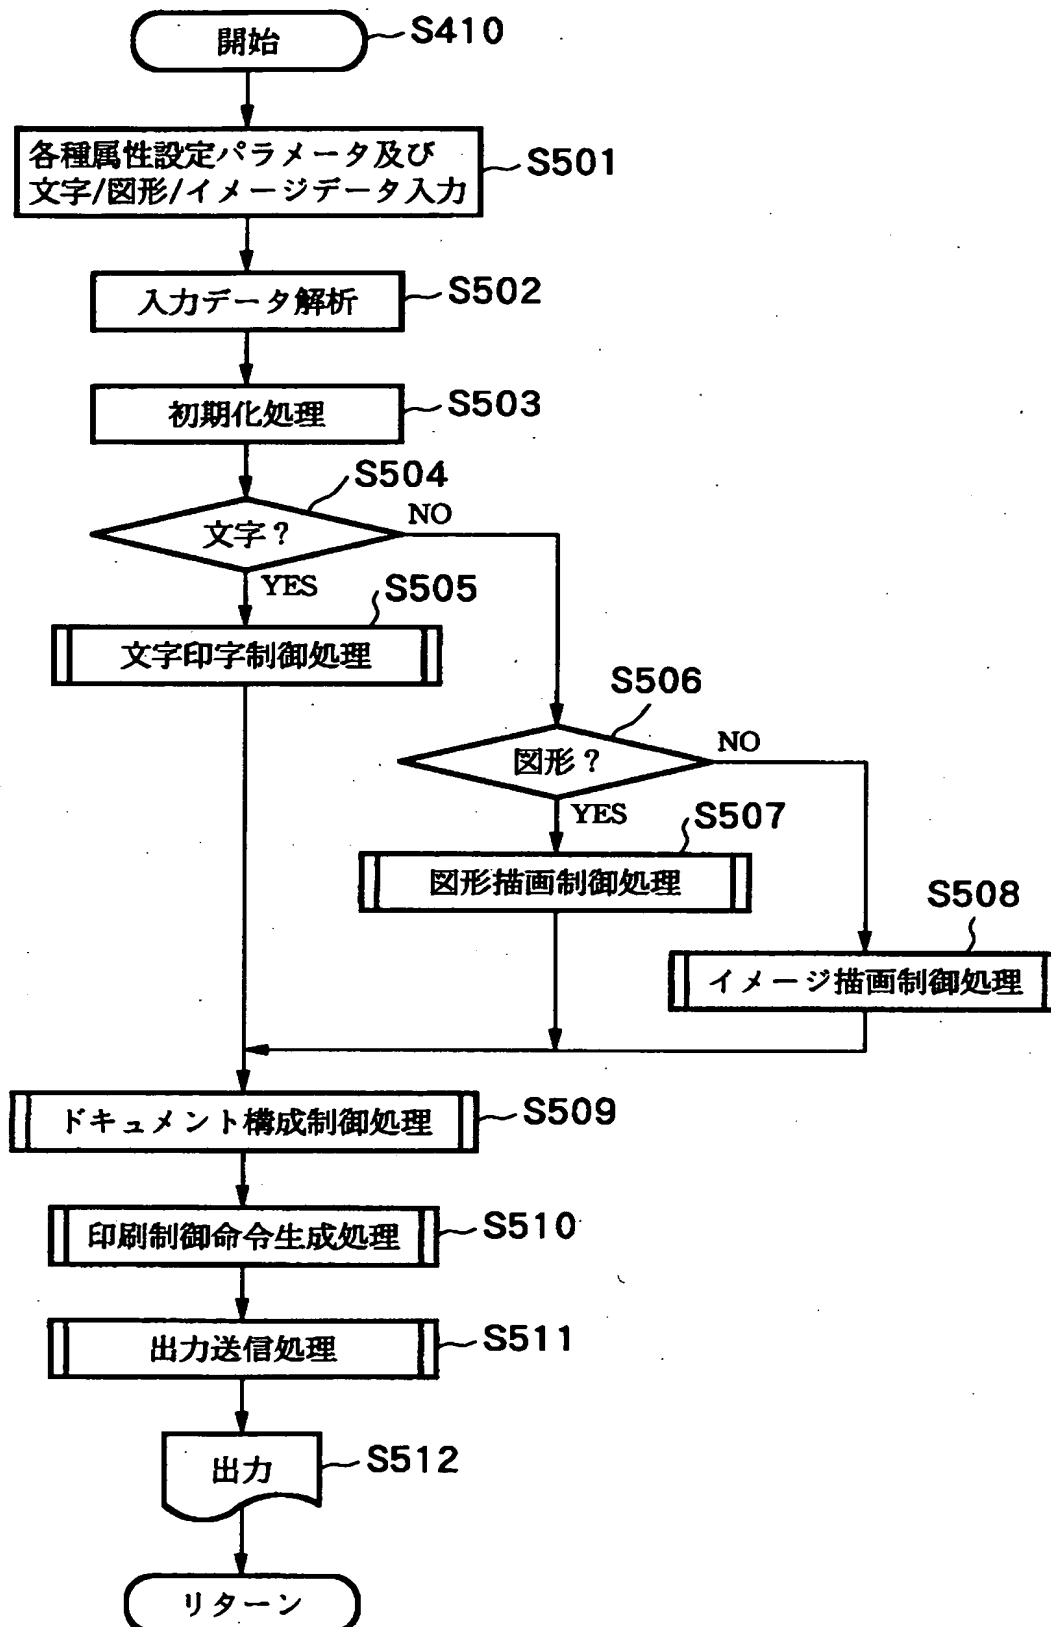 開始
S410
各種属性設定パラメータ及び
文字/図形/イメージデータ入力
S501
入力データ解析
S502
初期化処理
S503
S504
文字?
NO
YES
S505
文字印字制御処理
S506
図形?
NO
YES
S507
図形描画制御処理
S508
イメージ描画制御処理
ドキュメント構成制御処理
S509
印刷制御命令生成処理
S510
出力送信処理
S511
出力
S512
リターン